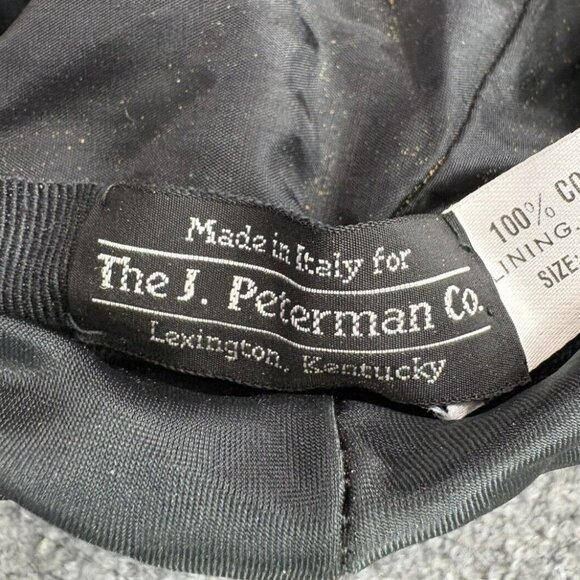 Made in Italy for
The J. Peterman Co.
Lexington, Kentucky
100% CO
LINING.
SIZE: